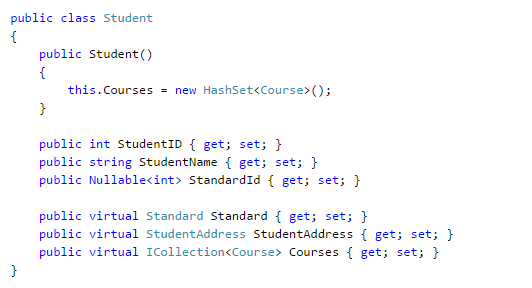 public class Student
{
    public Student()
    {
        this.Courses = new HashSet<Course>();
    }
    public int StudentID { get; set; }
    public string StudentName { get; set; }
    public Nullable<int> StandardId { get; set; }
    public virtual Standard Standard { get; set; }
    public virtual StudentAddress StudentAddress { get; set; }
    public virtual ICollection<Course> Courses { get; set; }
}